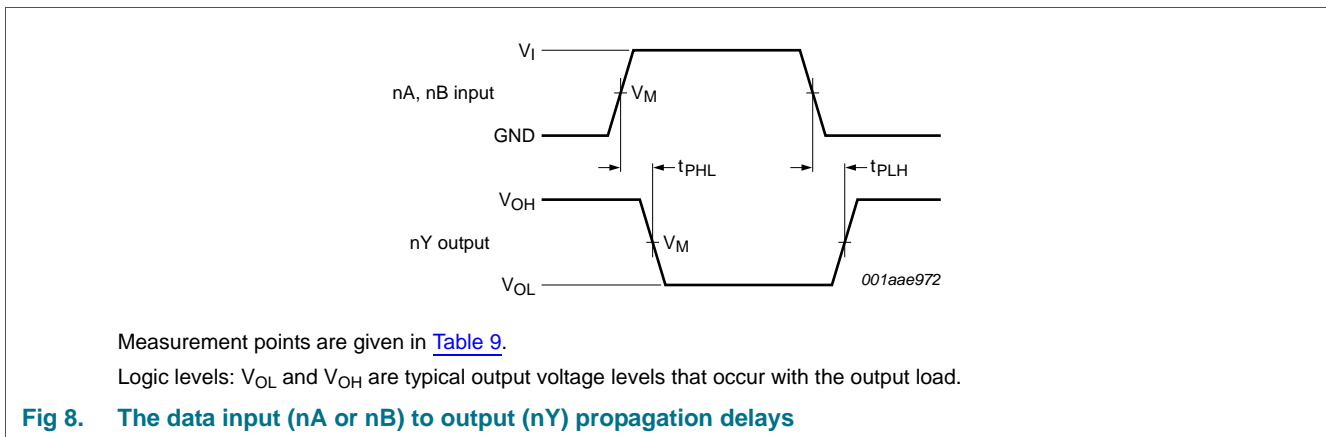 V_I
nA, nB input
V_M
GND
t_PHL
t_PLH
V_OH
nY output
V_M
V_OL
001aae972
Measurement points are given in Table 9.
Logic levels: V_OL and V_OH are typical output voltage levels that occur with the output load.
Fig 8. The data input (nA or nB) to output (nY) propagation delays